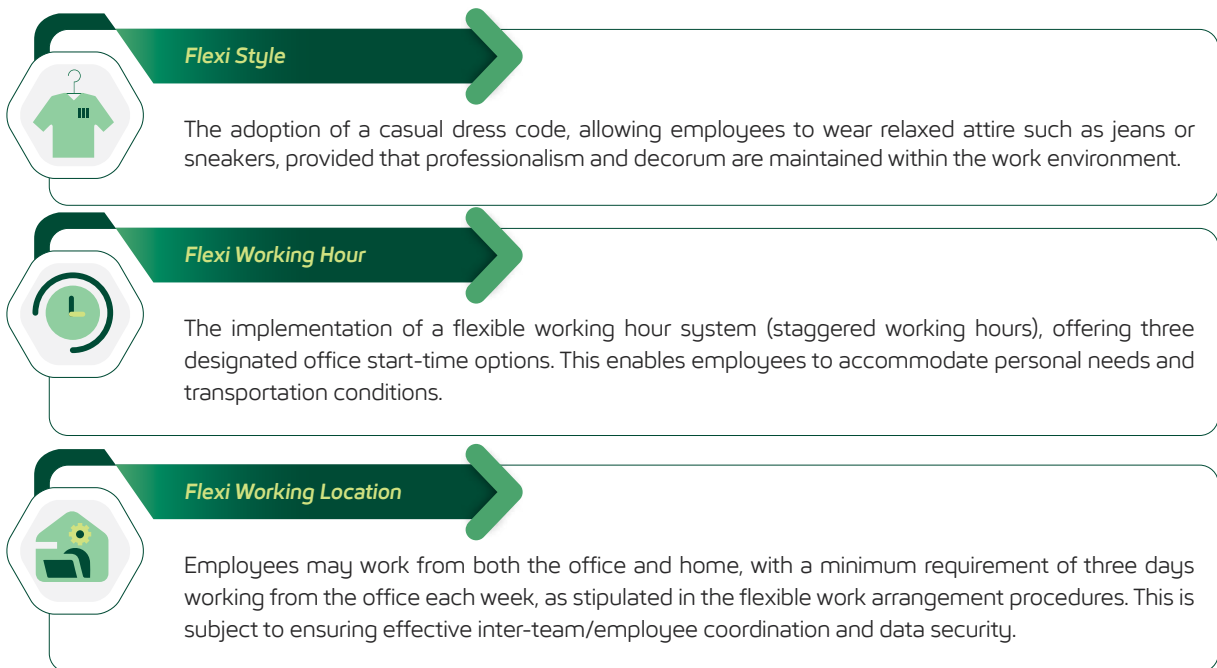 Flexi Style
The adoption of a casual dress code, allowing employees to wear relaxed attire such as jeans or
sneakers, provided that professionalism and decorum are maintained within the work environment.
Flexi Working Hour
The implementation of a flexible working hour system (staggered working hours), offering three
designated office start-time options. This enables employees to accommodate personal needs and
transportation conditions.
Flexi Working Location
Employees may work from both the office and home, with a minimum requirement of three days
working from the office each week, as stipulated in the flexible work arrangement procedures. This is
subject to ensuring effective inter-team/employee coordination and data security.